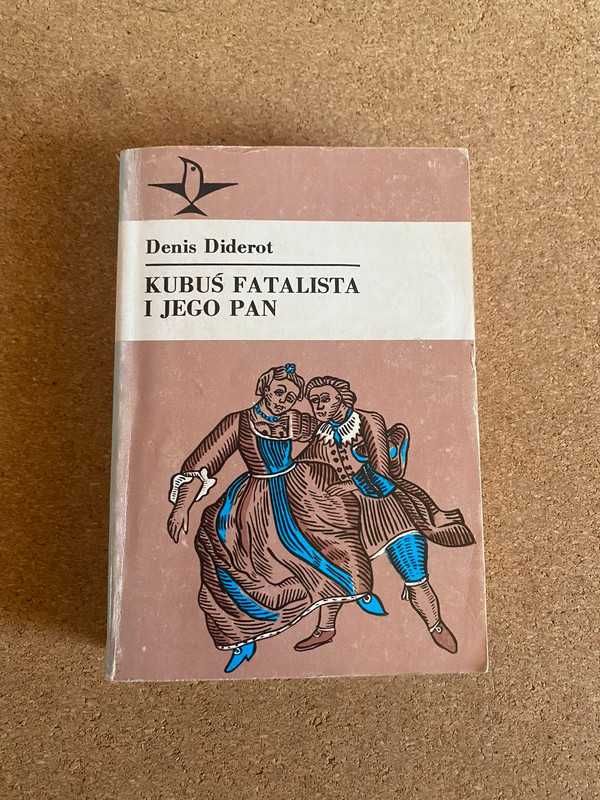 Denis Diderot
KUBUŚ FATALISTA
I JEGO PAN